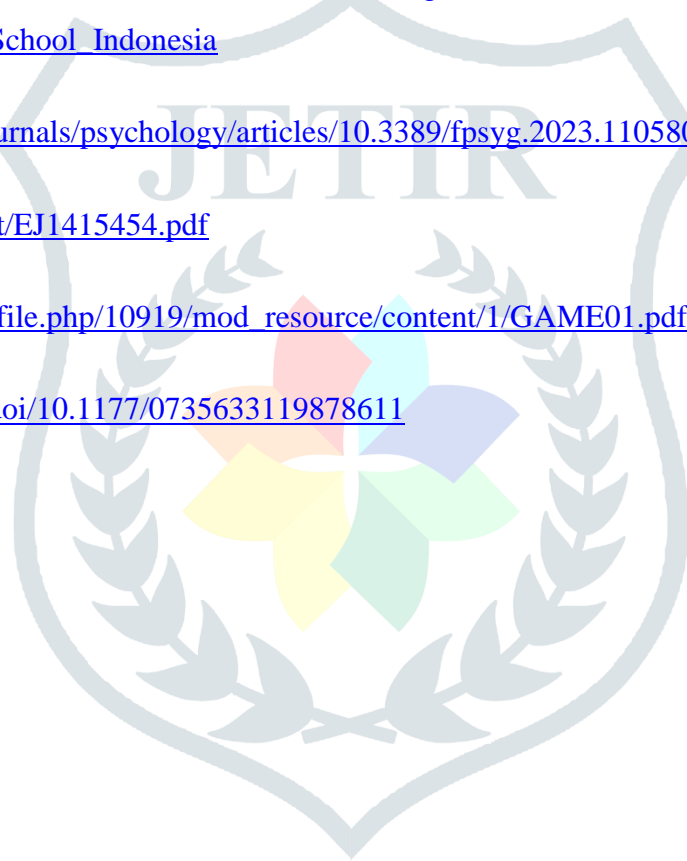 School_Indonesia
JETIR
urnals/psychology/articles/10.3389/fpsyg.2023.110580
t/EJ1415454.pdf
file.php/10919/mod_resource/content/1/GAME01.pdf
doi/10.1177/0735633119878611